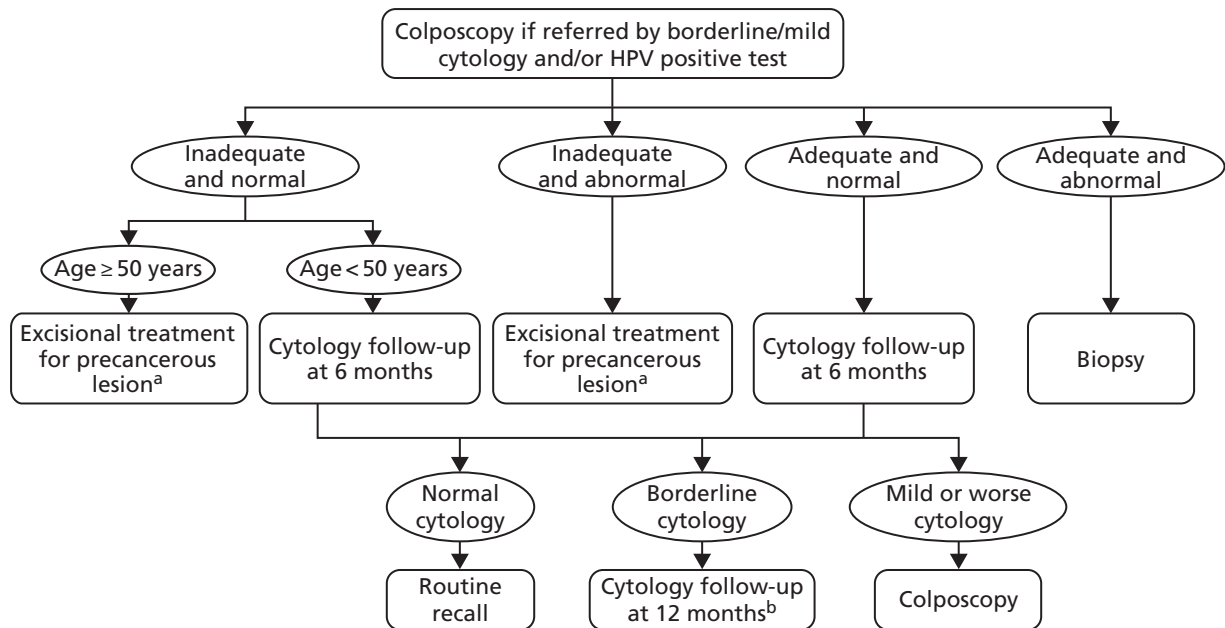 Colposcopy if referred by borderline/mild
cytology and/or HPV positive test
Inadequate
and normal
Inadequate
and abnormal
Adequate and
normal
Adequate and
abnormal
Age ≥ 50 years
Age < 50 years
Excisional treatment
for precancerous
lesionᵃ
Cytology follow-up
at 6 months
Excisional treatment
for precancerous
lesionᵃ
Cytology follow-up
at 6 months
Biopsy
Normal
cytology
Borderline
cytology
Mild or worse
cytology
Routine
recall
Cytology follow-up
at 12 monthsᵇ
Colposcopy